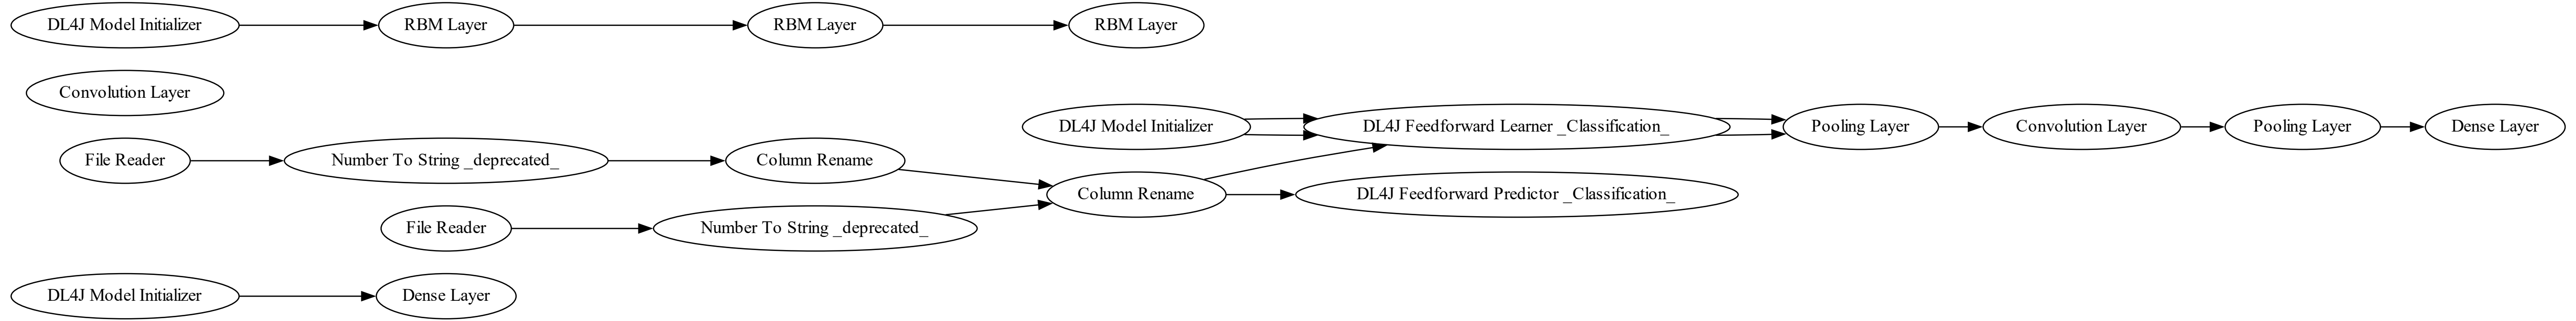 DL4J Model Initializer
RBM Layer
RBM Layer
RBM Layer
Convolution Layer
DL4J Model Initializer
DL4J Feedforward Learner _Classification_
Pooling Layer
Convolution Layer
Pooling Layer
Dense Layer
File Reader
Number To String _deprecated_
Column Rename
Column Rename
DL4J Feedforward Predictor _Classification_
File Reader
Number To String _deprecated_
DL4J Model Initializer
Dense Layer